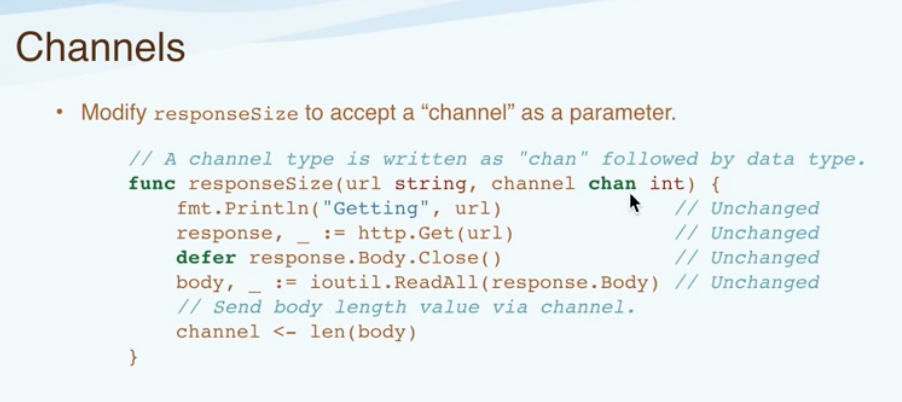 Channels
• Modify responseSize to accept a “channel” as a parameter.
// A channel type is written as "chan" followed by data type.
func responseSize(url string, channel chan int) {
    fmt.Println("Getting", url)              // Unchanged
    response, _ := http.Get(url)             // Unchanged
    defer response.Body.Close()              // Unchanged
    body, _ := ioutil.ReadAll(response.Body) // Unchanged
    // Send body length value via channel.
    channel <- len(body)
}